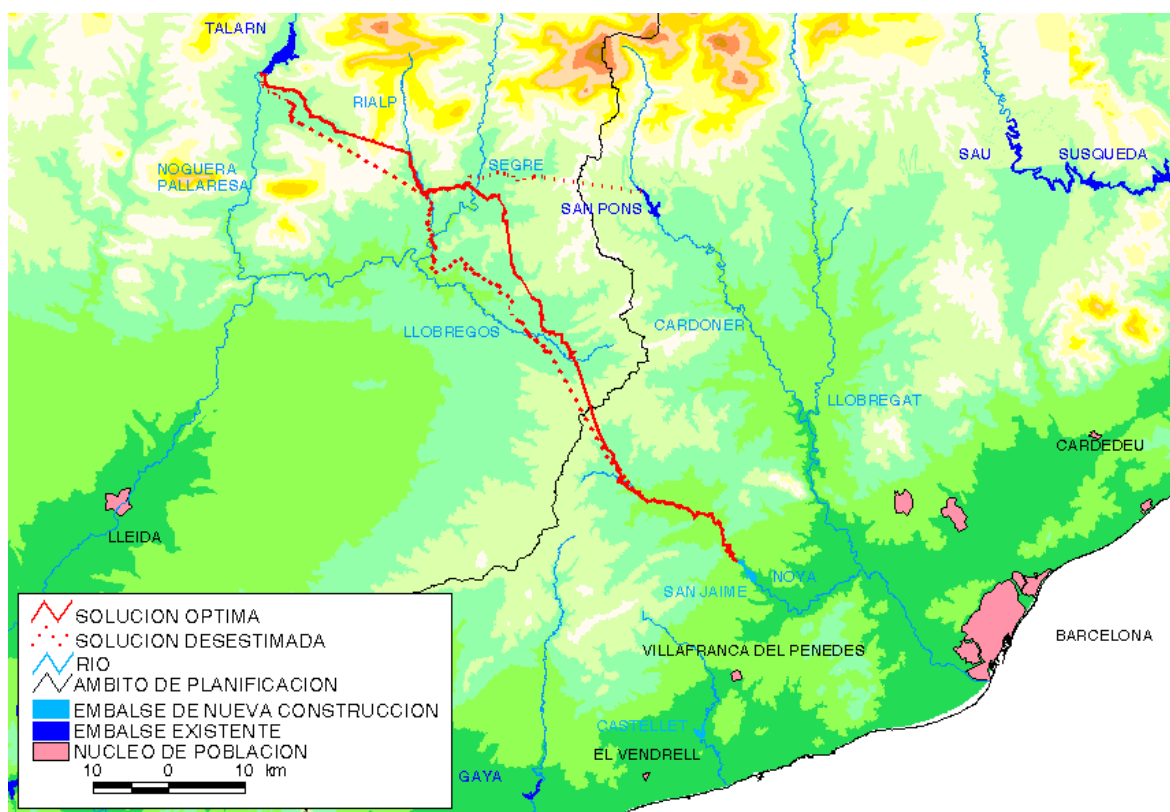 TALARN
RIALP
NOGUERA
PALLARESA
SEGRE
SAU
SUSQUEDA
SAN PONS
LLOBREGOS
CARDONER
LLOBREGAT
CARDEDEU
LLEIDA
NOYA
SAN JAIME
BARCELONA
VILLAFRANCA DEL PENEDES
CASTELLET
EL VENDRELL
GAYA
SOLUCION OPTIMA
SOLUCION DESESTIMADA
RIO
AMBITO DE PLANIFICACION
EMBALSE DE NUEVA CONSTRUCCION
EMBALSE EXISTENTE
NUCLEO DE POBLACION
10 0 10 km